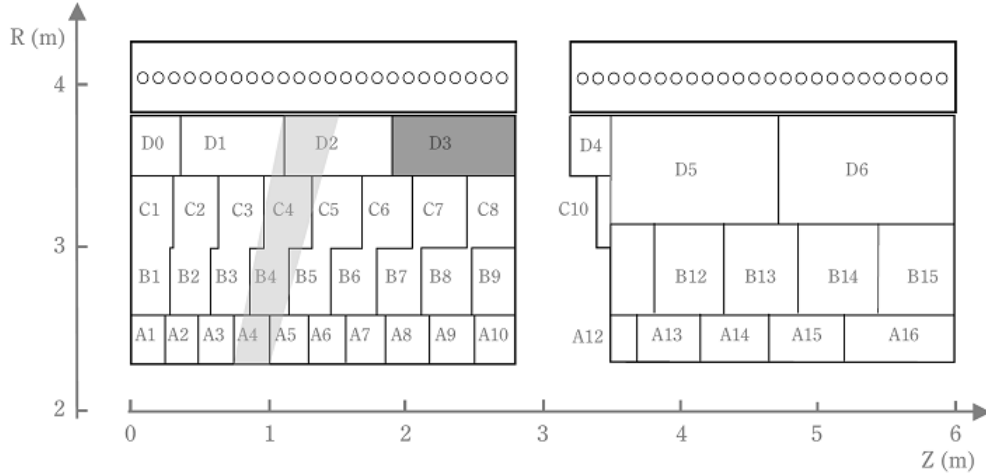 R (m)
4
D0 D1 D2 D3 D4 D5 D6
C1 C2 C3 C4 C5 C6 C7 C8 C10
3
B1 B2 B3 B4 B5 B6 B7 B8 B9 B12 B13 B14 B15
A1 A2 A3 A4 A5 A6 A7 A8 A9 A10 A12 A13 A14 A15 A16
2
0 1 2 3 4 5 6
Z (m)